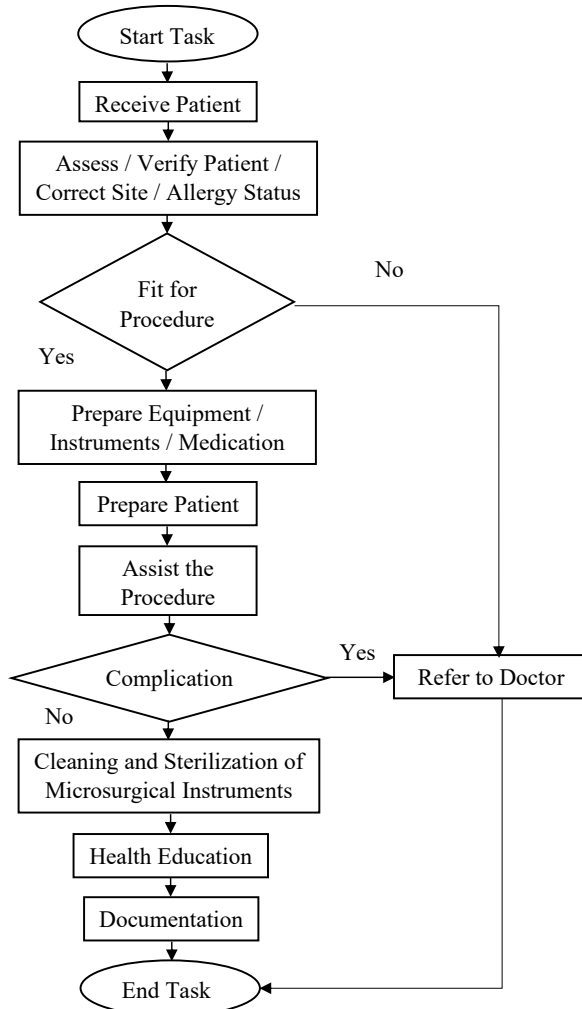 Start Task
Receive Patient
Assess / Verify Patient /
Correct Site / Allergy Status
No
Fit for
Procedure
Yes
Prepare Equipment /
Instruments / Medication
Prepare Patient
Assist the
Procedure
Yes
Complication
Refer to Doctor
No
Cleaning and Sterilization of
Microsurgical Instruments
Health Education
Documentation
End Task